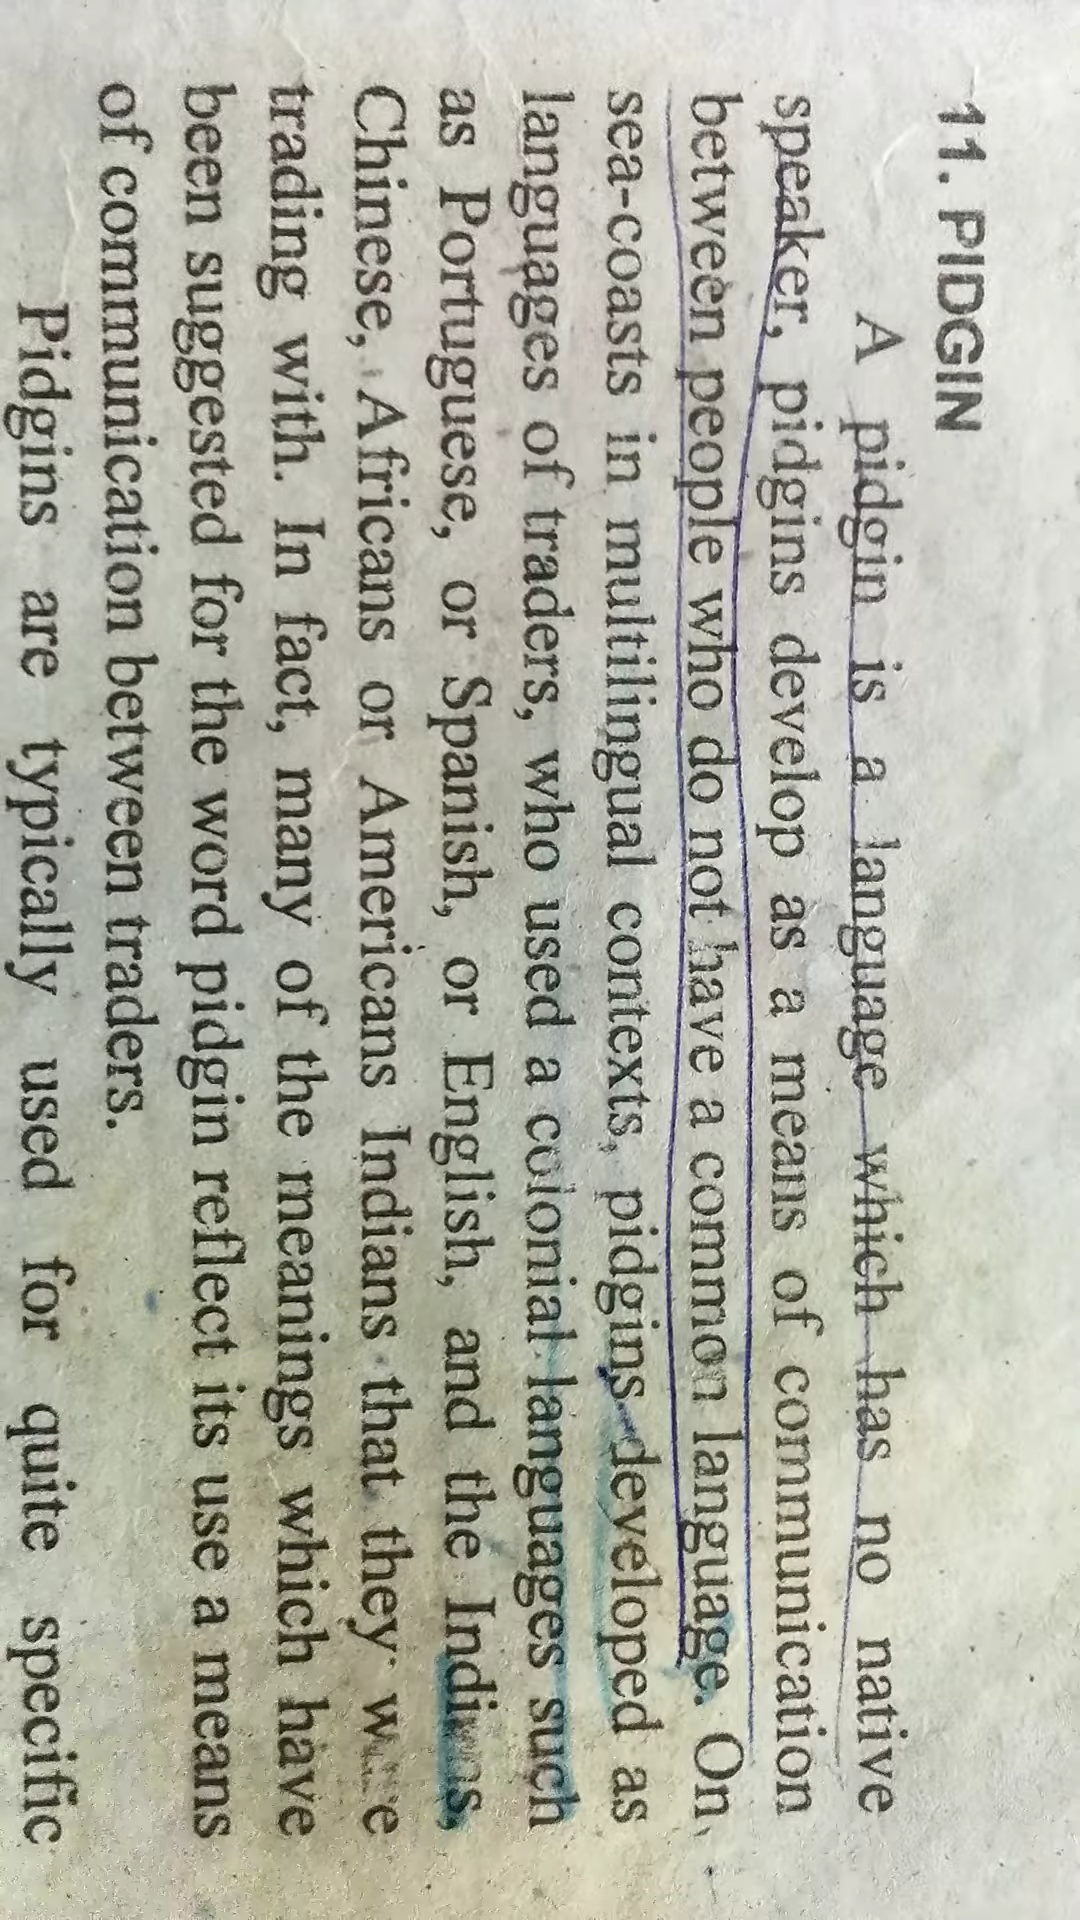 11. PIDGIN
A pidgin is a language which has no native
speaker, pidgins develop as a means of communication
between people who do not have a common language. On
sea-coasts in multilingual contexts, pidgins developed as
languages of traders, who used a colonial languages such
as Portuguese, or Spanish, or English, and the Indians,
Chinese, Africans or Americans Indians that they were
trading with. In fact, many of the meanings which have
been suggested for the word pidgin reflect its use a means
of communication between traders.
Pidgins are typically used for quite specific